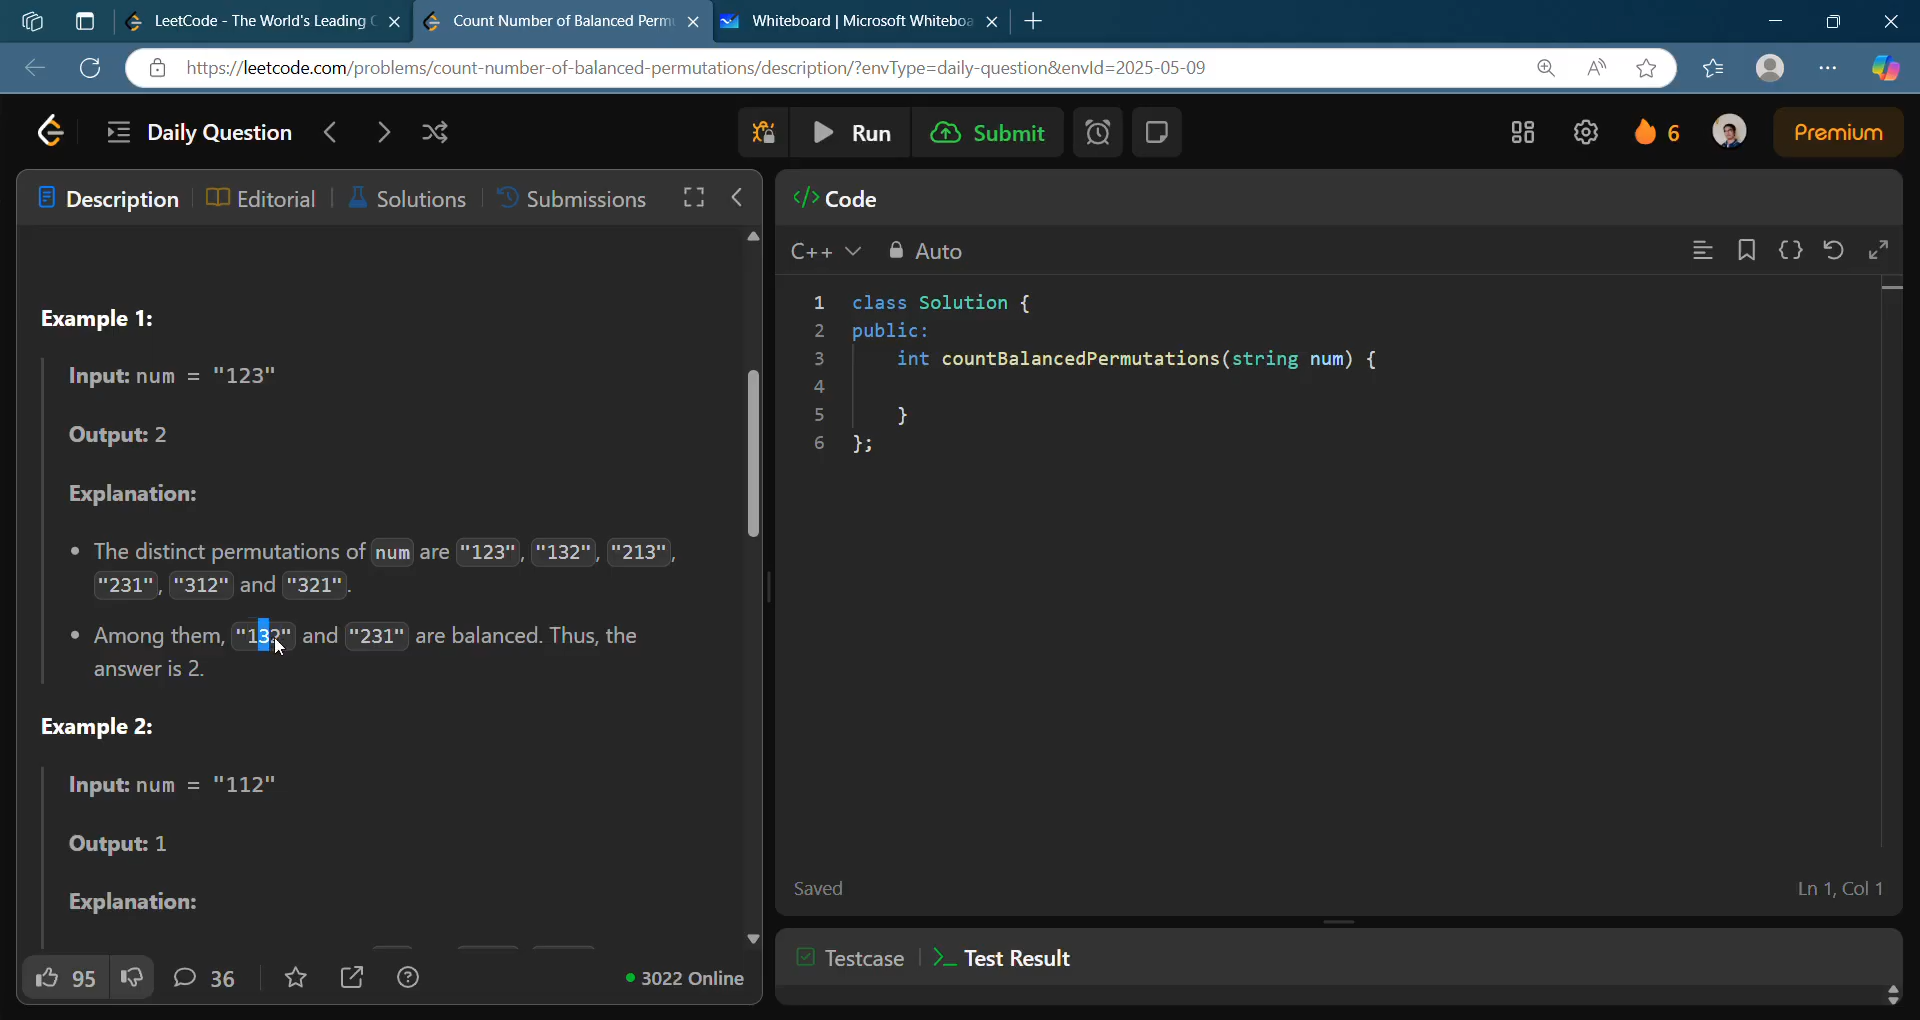 LeetCode - The World's Leading
Count Number of Balanced Perm
Whiteboard | Microsoft Whiteboa
https://leetcode.com/problems/count-number-of-balanced-permutations/description/?envType=daily-question&envId=2025-05-09
Daily Question
Run
Submit
6
Premium
Description
Editorial
Solutions
Submissions
Example 1:
Input: num = "123"
Output: 2
Explanation:
• The distinct permutations of num are "123", "132", "213",
"231", "312" and "321".
• Among them, "132" and "231" are balanced. Thus, the
answer is 2.
Example 2:
Input: num = "112"
Output: 1
Explanation:
95
36
3022 Online
</> Code
C++
Auto
1 class Solution {
2 public:
3 int countBalancedPermutations(string num) {
4
5 }
6 };
Saved
Ln 1, Col 1
Testcase
Test Result